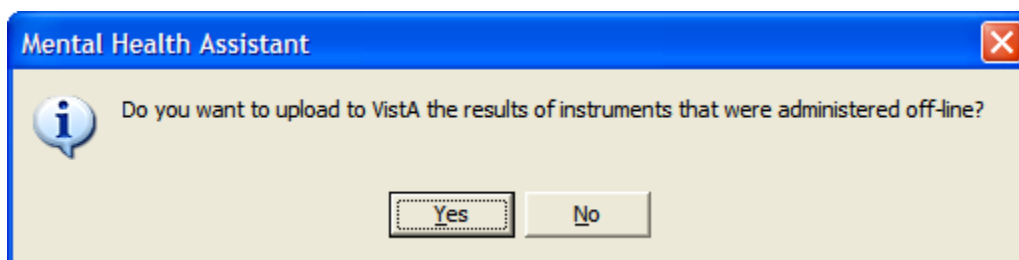 Mental Health Assistant
Do you want to upload to VistA the results of instruments that were administered off-line?
Yes No